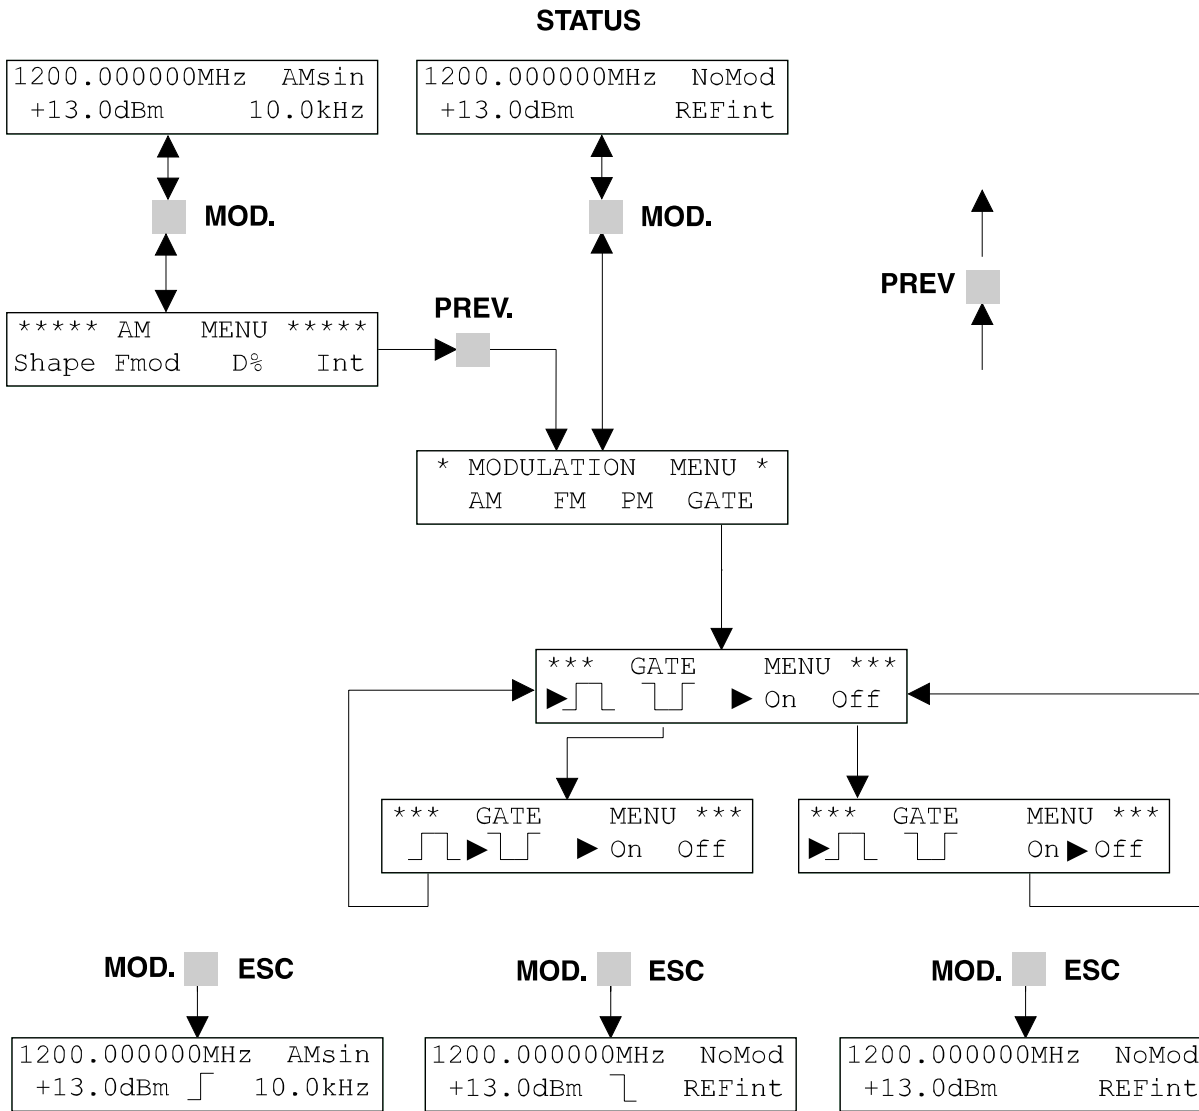 STATUS
1200.000000MHz AMsin
+13.0dBm 10.0kHz
1200.000000MHz NoMod
+13.0dBm REFint
MOD.
MOD.
PREV
PREV.
***** AM MENU *****
Shape Fmod D% Int
* MODULATION MENU *
AM FM PM GATE
*** GATE MENU ***
On Off
*** GATE MENU ***
On Off
*** GATE MENU ***
On Off
MOD. ESC
MOD. ESC
MOD. ESC
1200.000000MHz AMsin
+13.0dBm 10.0kHz
1200.000000MHz NoMod
+13.0dBm REFint
1200.000000MHz NoMod
+13.0dBm REFint